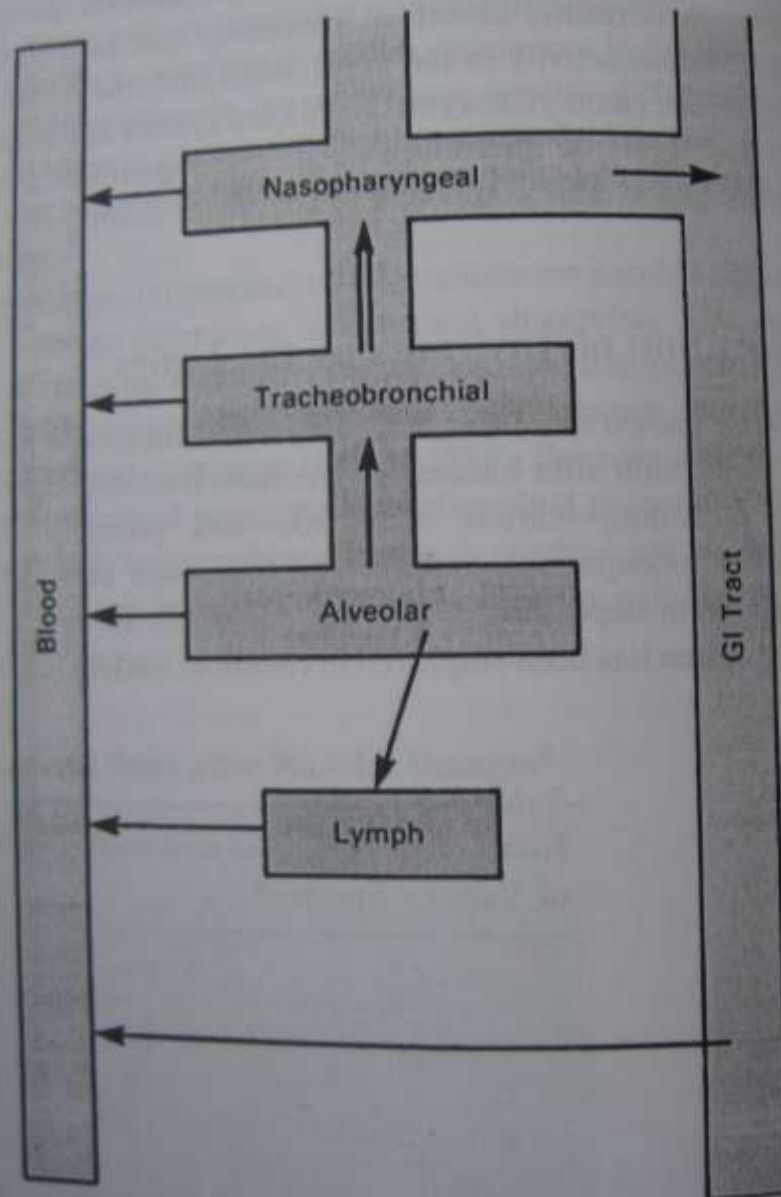 Nasopharyngeal
Tracheobronchial
Alveolar
Lymph
Blood
GI Tract